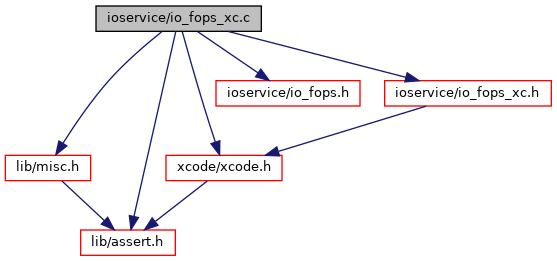 ioservice/io_fops_xc.c
ioservice/io_fops.h
ioservice/io_fops_xc.h
lib/misc.h
xcode/xcode.h
lib/assert.h